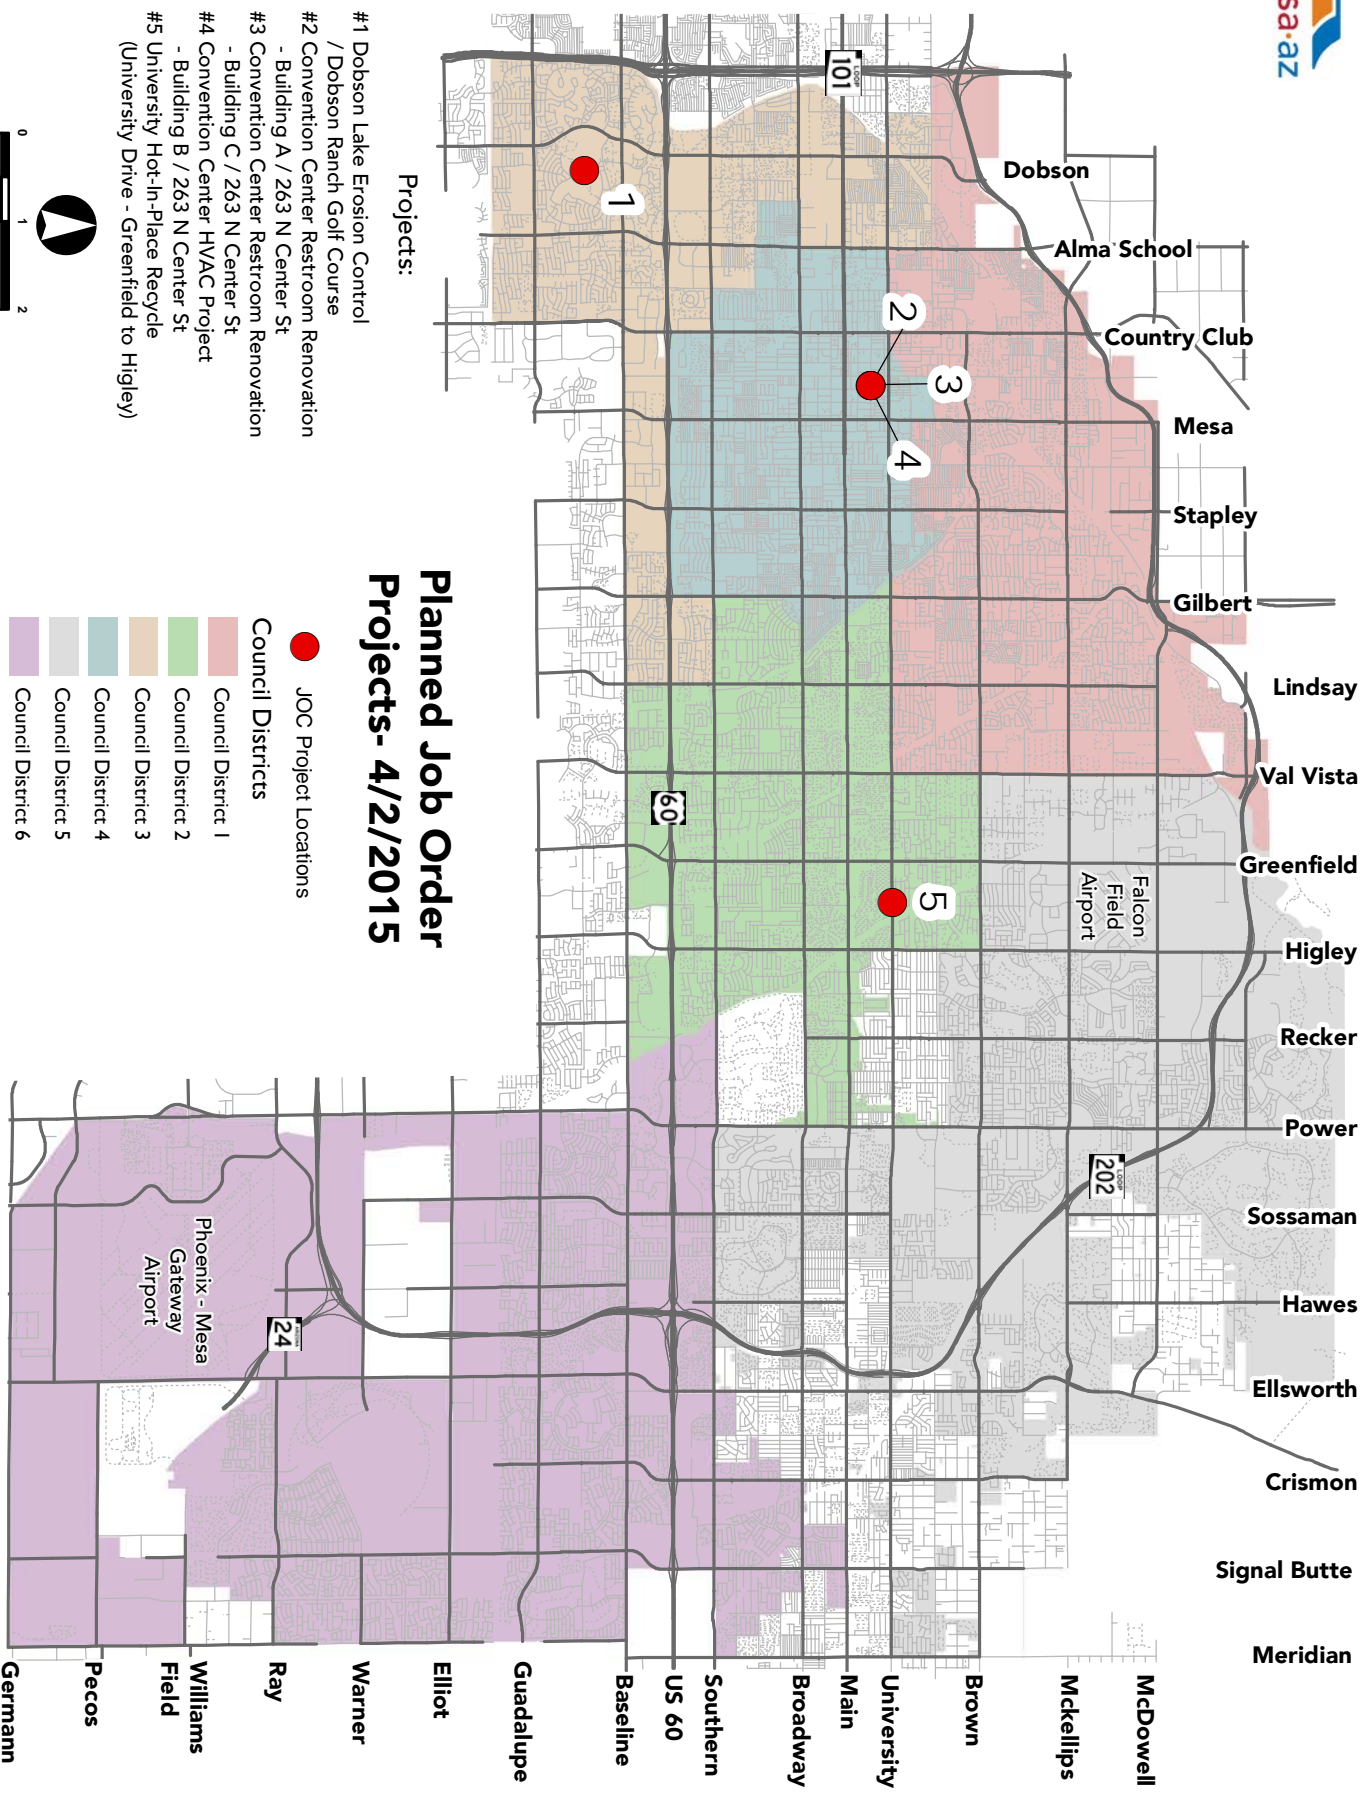 sa·az
Dobson
Alma School
Country Club
Mesa
Stapley
Gilbert
Lindsay
Val Vista
Greenfield
Higley
Recker
Power
Sossaman
Hawes
Ellsworth
Crismon
Signal Butte
Meridian
McDowell
Mckellips
Brown
University
Main
Broadway
Southern
US 60
Baseline
Guadalupe
Elliot
Warner
Ray
Williams
Field
Pecos
Germann
LOOP
101
60
LOOP
202
24
Falcon
Field
Airport
Phoenix - Mesa
Gateway
Airport
1
2
3
4
5
Projects:
#1 Dobson Lake Erosion Control
/ Dobson Ranch Golf Course
#2 Convention Center Restroom Renovation
- Building A / 263 N Center St
#3 Convention Center Restroom Renovation
- Building C / 263 N Center St
#4 Convention Center HVAC Project
- Building B / 263 N Center St
#5 University Hot-In-Place Recycle
(University Drive - Greenfield to Higley)
0 1 2
Planned Job Order
Projects- 4/2/2015
JOC Project Locations
Council Districts
Council District 1
Council District 2
Council District 3
Council District 4
Council District 5
Council District 6